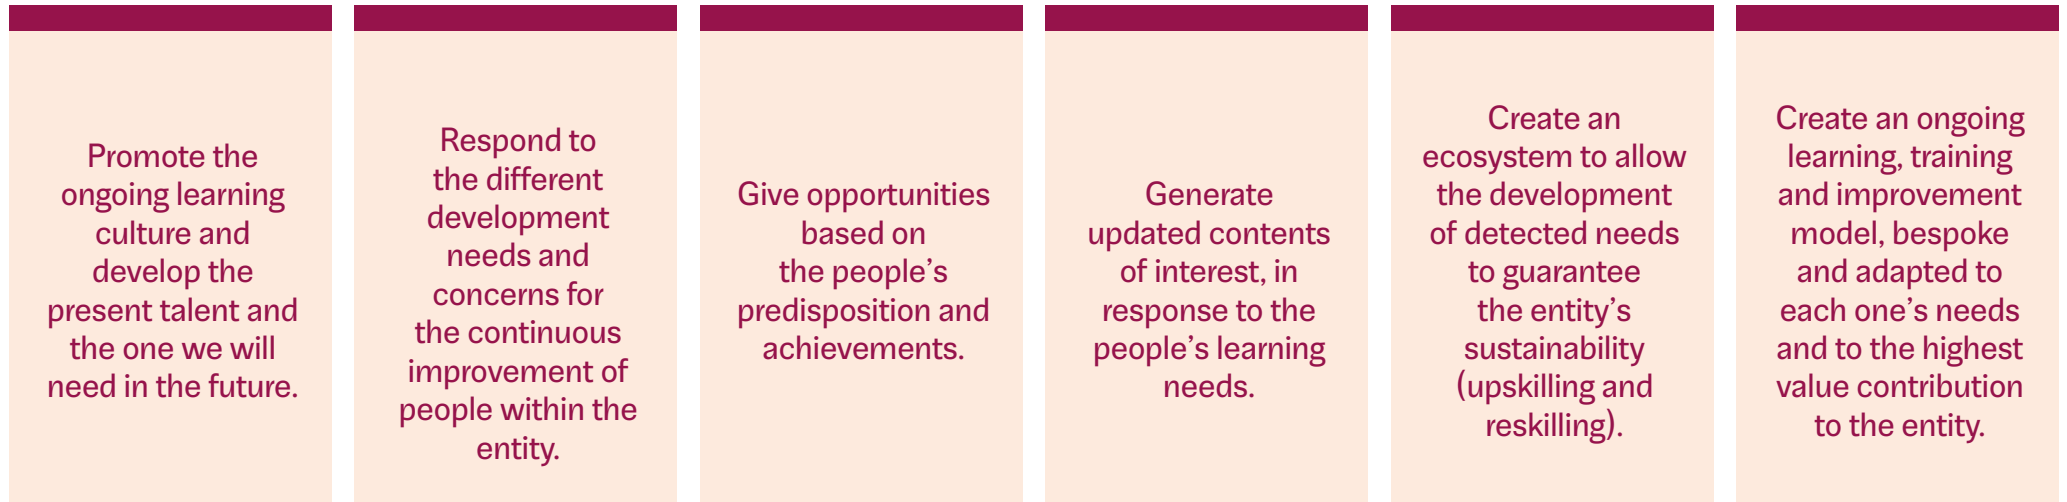 Promote the
ongoing learning
culture and
develop the
present talent and
the one we will
need in the future.
Respond to
the different
development
needs and
concerns for
the continuous
improvement of
people within the
entity.
Give opportunities
based on
the people’s
predisposition and
achievements.
Generate
updated contents
of interest, in
response to the
people’s learning
needs.
Create an
ecosystem to allow
the development
of detected needs
to guarantee
the entity’s
sustainability
(upskilling and
reskilling).
Create an ongoing
learning, training
and improvement
model, bespoke
and adapted to
each one’s needs
and to the highest
value contribution
to the entity.